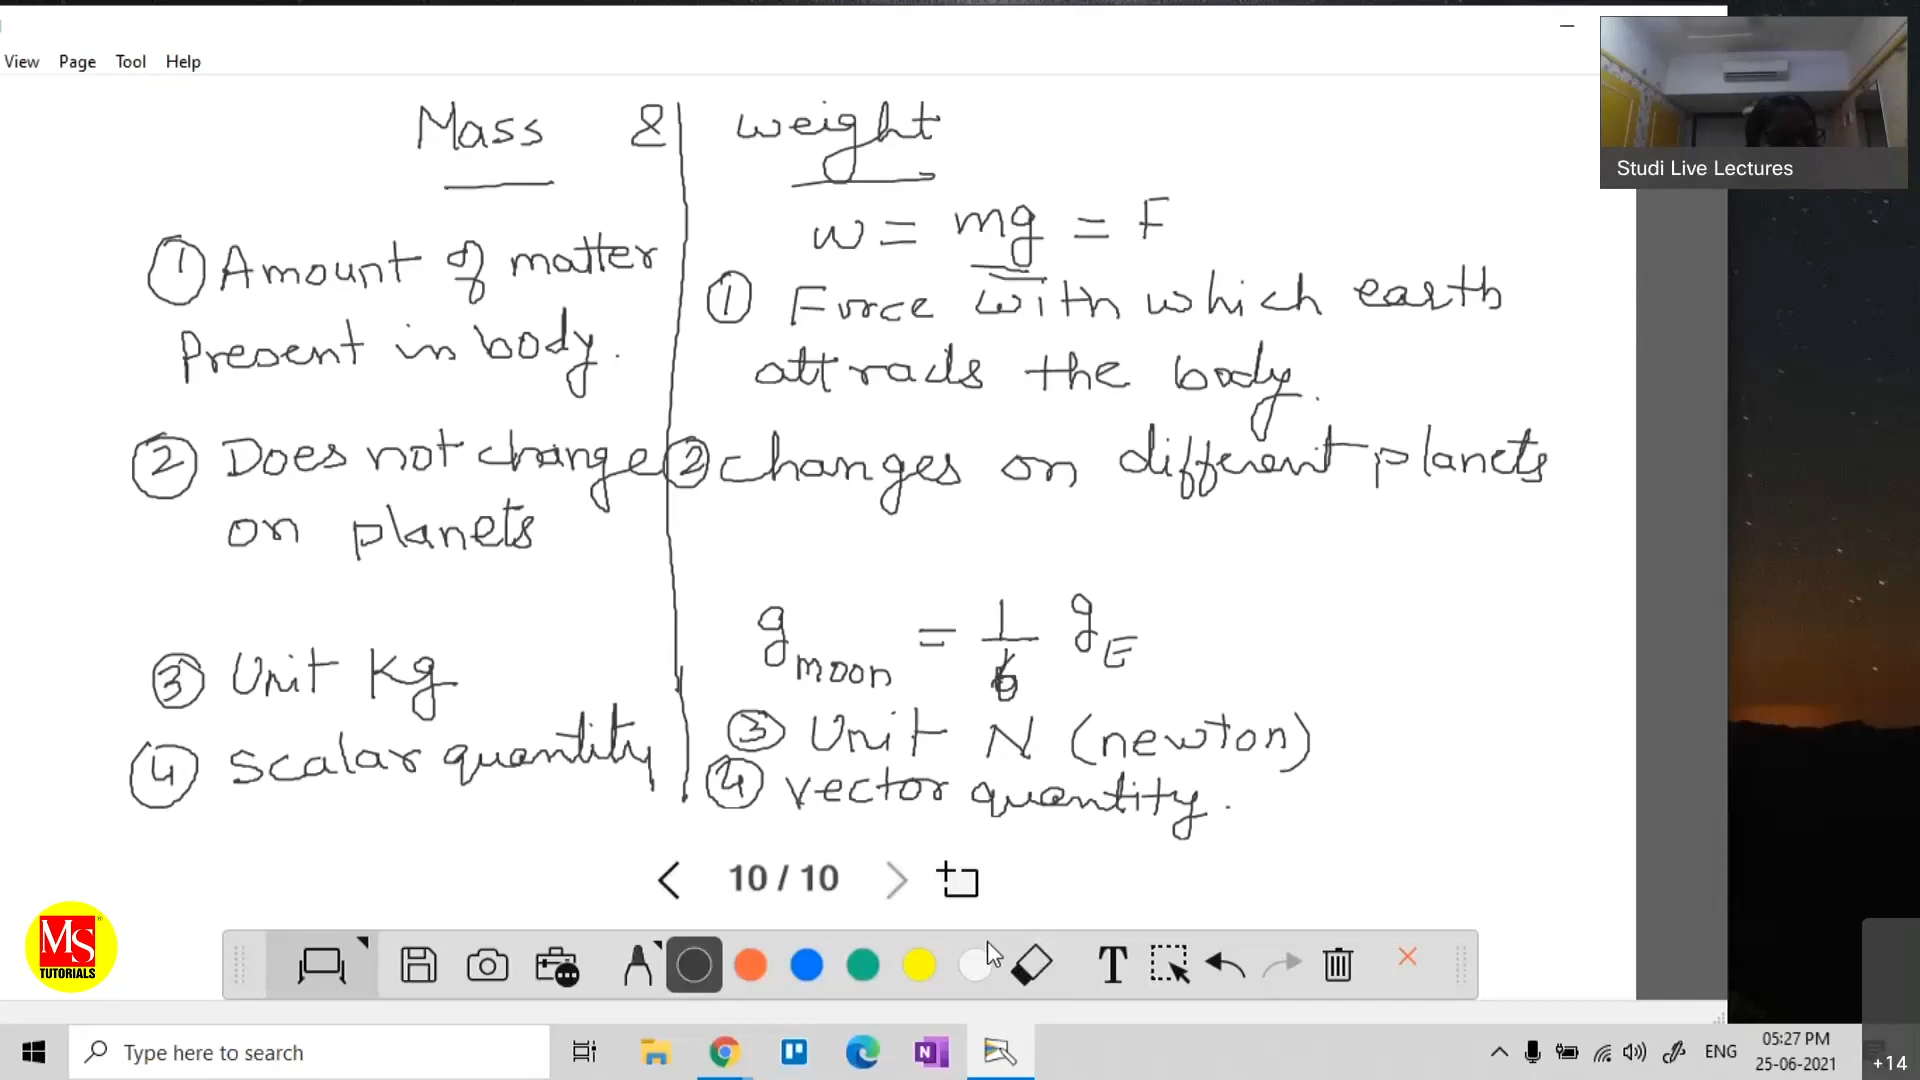 View Page Tool Help
Studi Live Lectures
Mass & weight
w = mg = F
① Amount of matter
Present in body.
① Force with which earth
attracts the body.
② Does not change
on planets
② changes on different planets
g moon = 1/6 g E
③ Unit Kg
④ scalar quantity
③ Unit N (newton)
④ vector quantity.
10 / 10
MS
TUTORIALS
T
Type here to search
N
ENG
05:27 PM
25-06-2021
+14